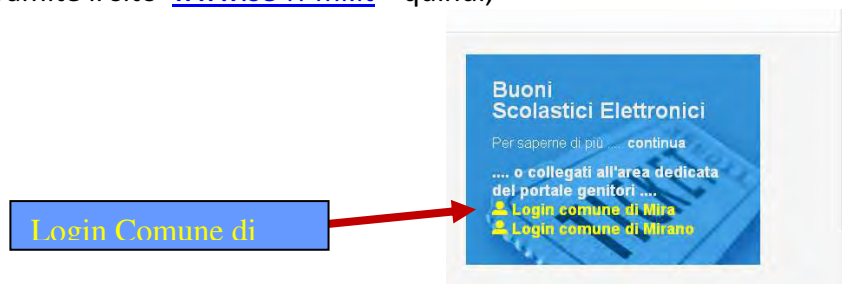 Buoni
Scolastici Elettronici
Per saperne di più .... continua
.... o collegati all'area dedicata
del portale genitori ....
Login comune di Mira
Login comune di Mirano
Login Comune di